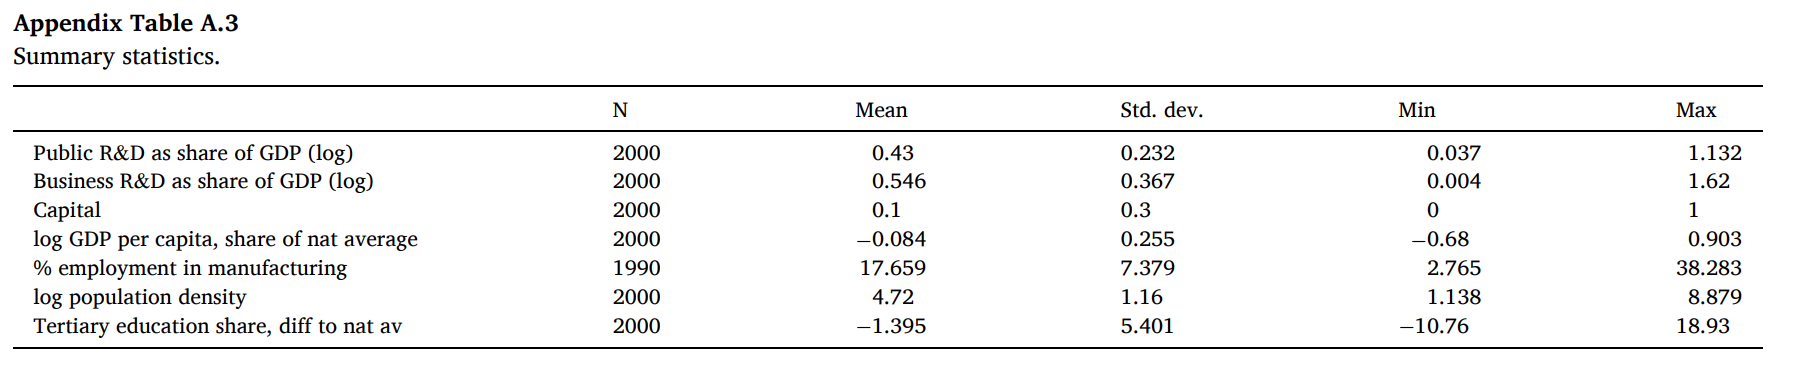 Appendix Table A.3
Summary statistics.
N Mean Std. dev. Min Max
Public R&D as share of GDP (log) 2000 0.43 0.232 0.037 1.132
Business R&D as share of GDP (log) 2000 0.546 0.367 0.004 1.62
Capital 2000 0.1 0.3 0 1
log GDP per capita, share of nat average 2000 −0.084 0.255 −0.68 0.903
% employment in manufacturing 1990 17.659 7.379 2.765 38.283
log population density 2000 4.72 1.16 1.138 8.879
Tertiary education share, diff to nat av 2000 −1.395 5.401 −10.76 18.93